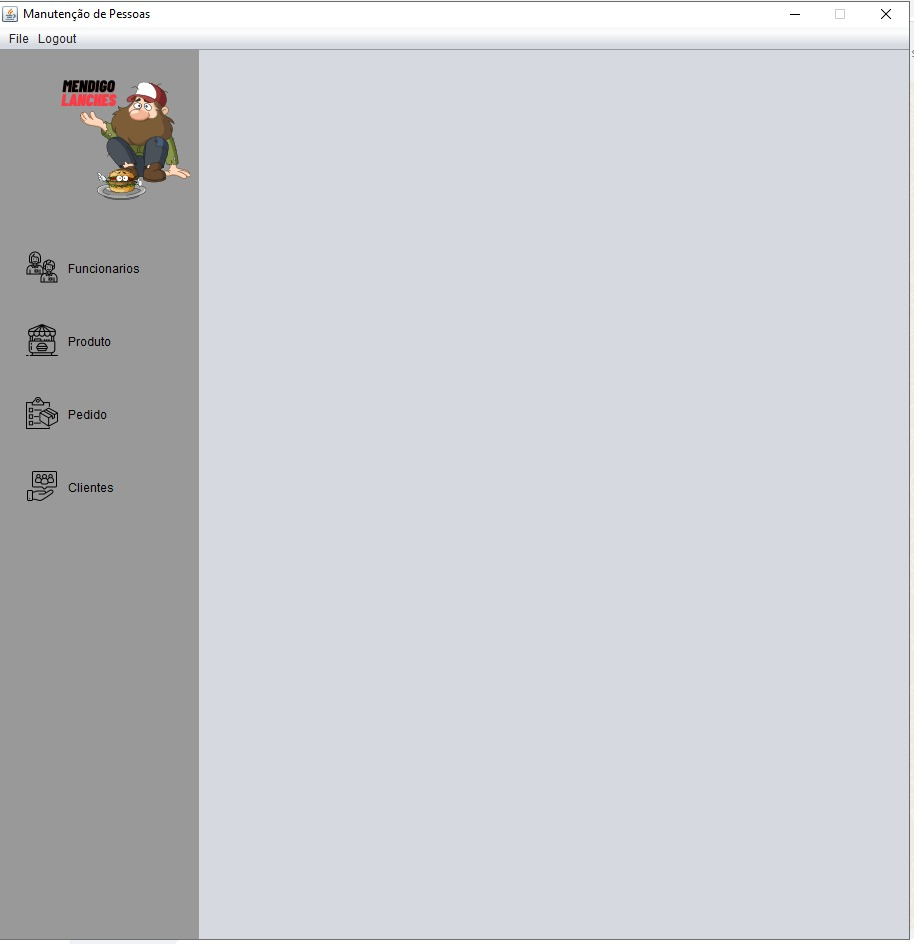 Manutenção de Pessoas
File Logout
MENDIGO
LANCHES
Funcionarios
Produto
Pedido
Clientes